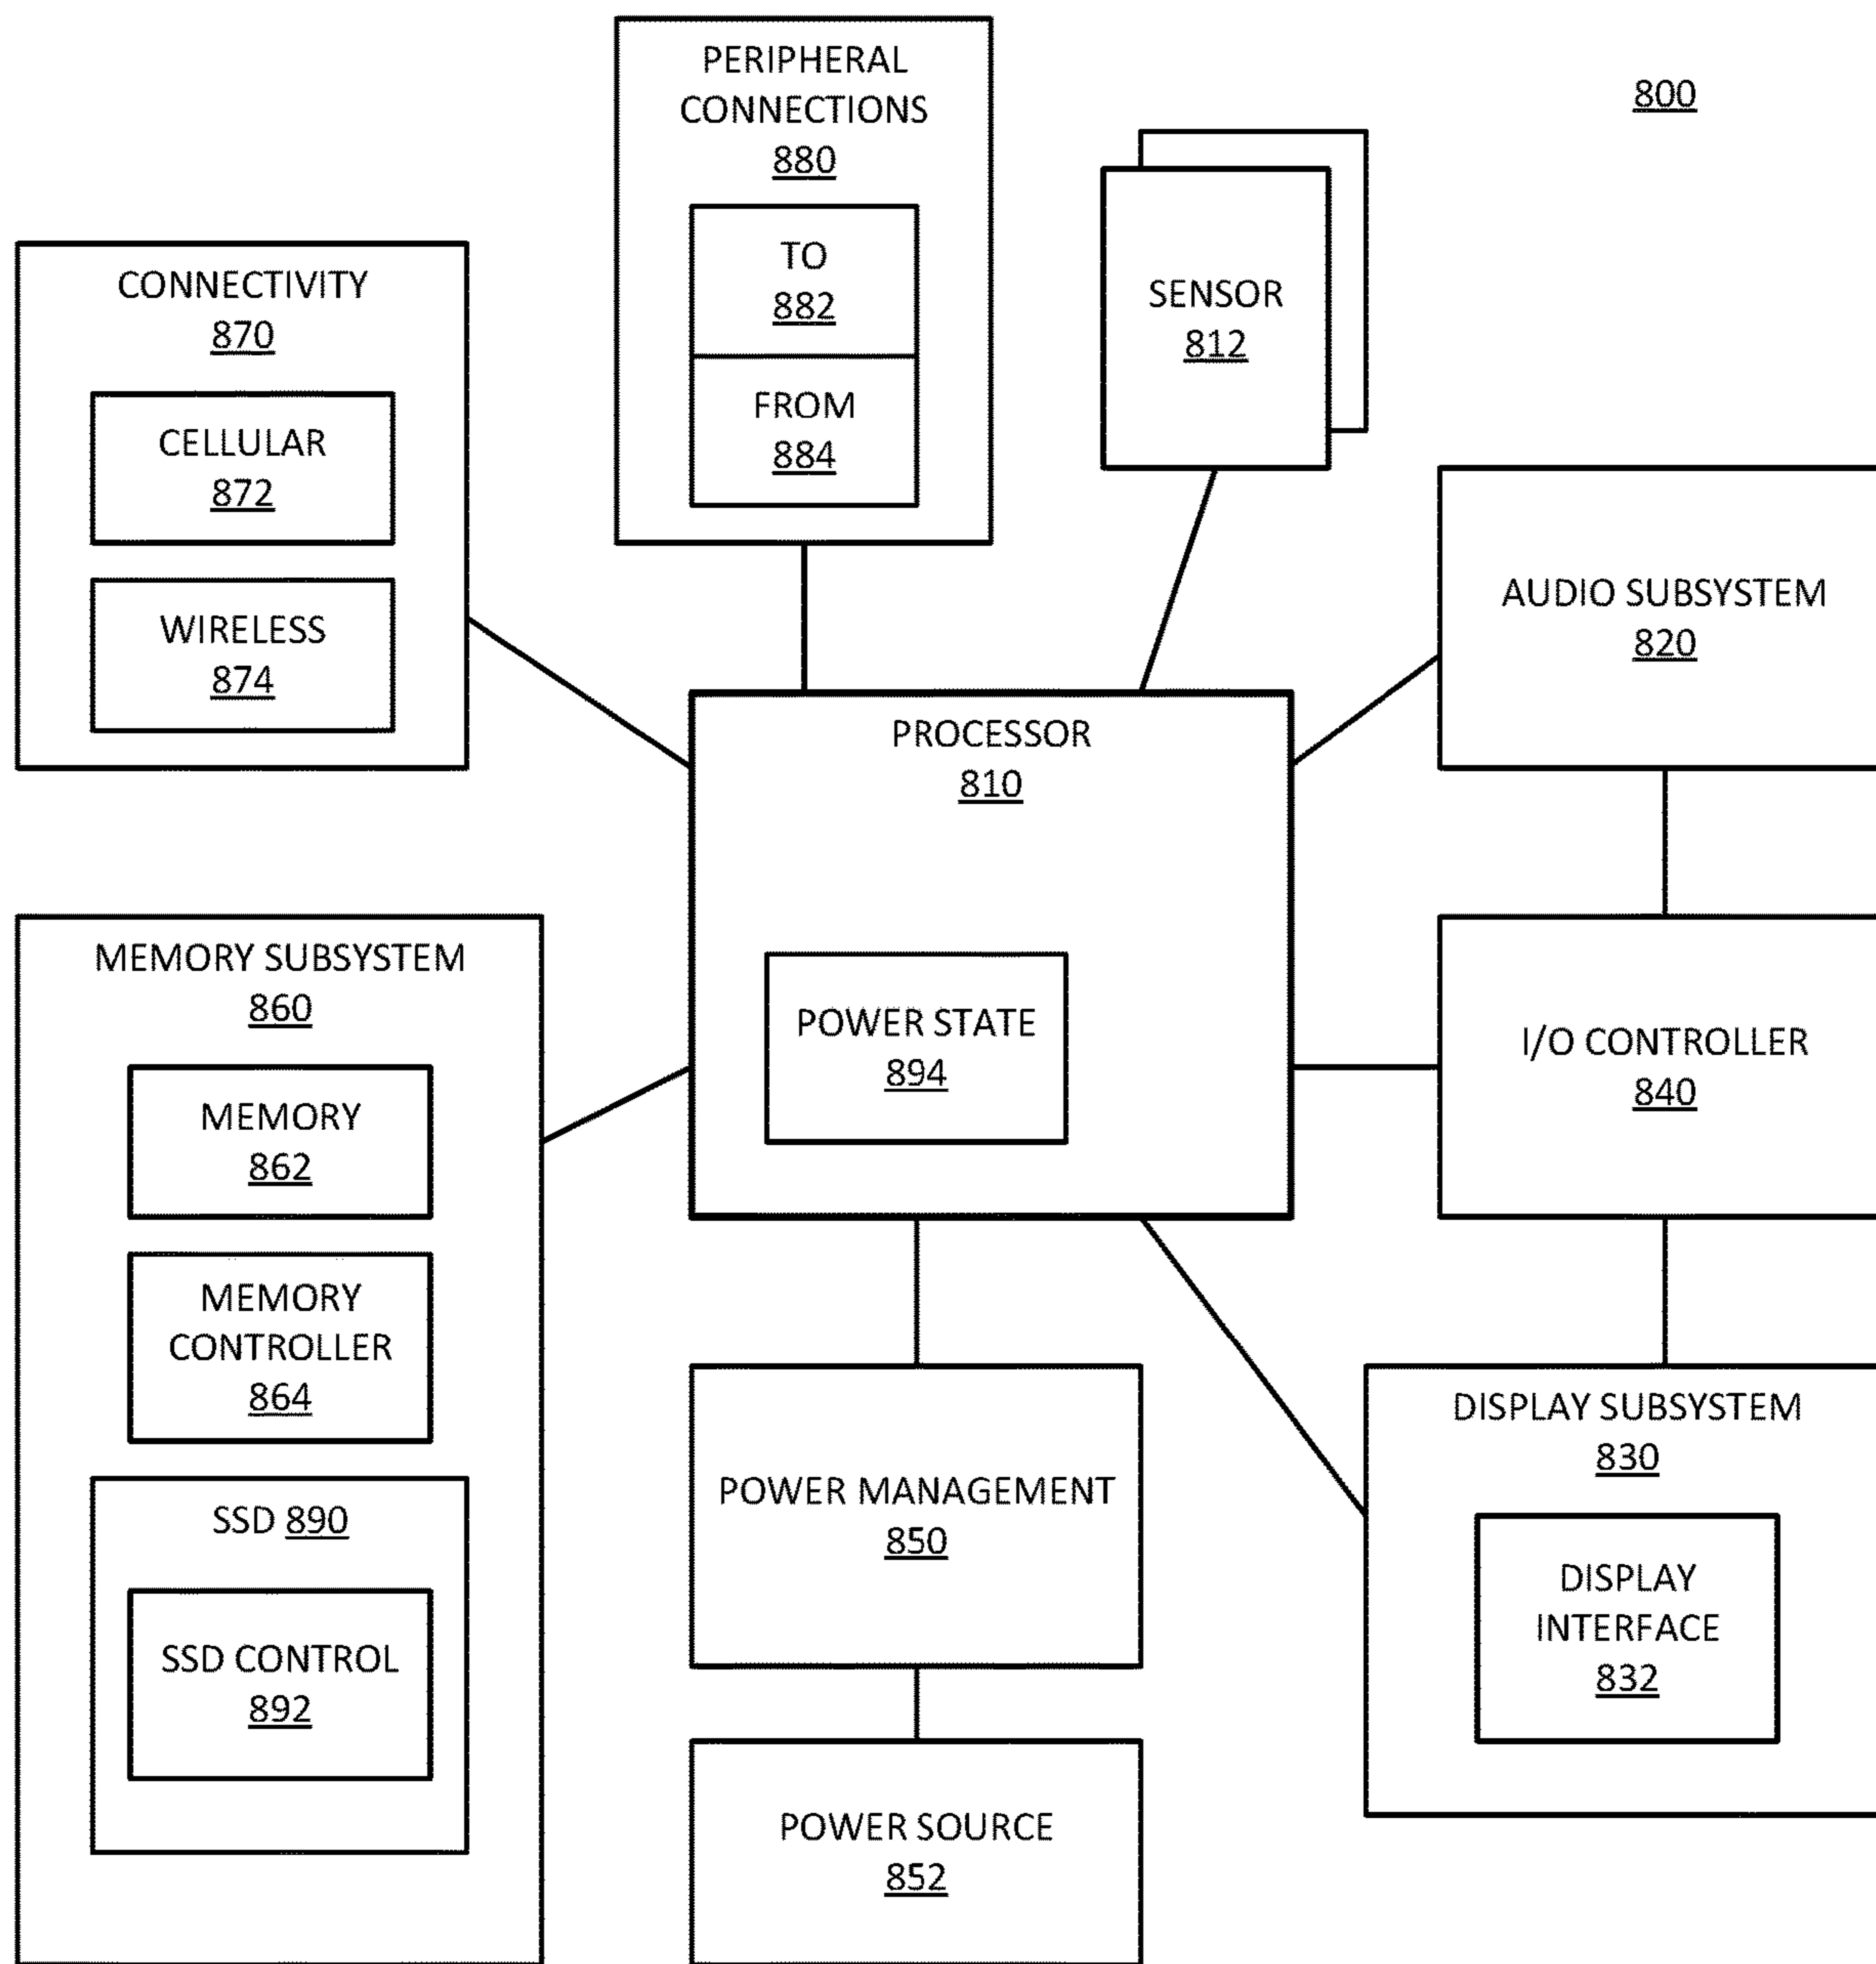 800
PERIPHERAL
CONNECTIONS
880
TO
882
FROM
884
SENSOR
812
CONNECTIVITY
870
CELLULAR
872
WIRELESS
874
AUDIO SUBSYSTEM
820
PROCESSOR
810
POWER STATE
894
I/O CONTROLLER
840
MEMORY SUBSYSTEM
860
MEMORY
862
MEMORY
CONTROLLER
864
SSD 890
SSD CONTROL
892
POWER MANAGEMENT
850
POWER SOURCE
852
DISPLAY SUBSYSTEM
830
DISPLAY
INTERFACE
832